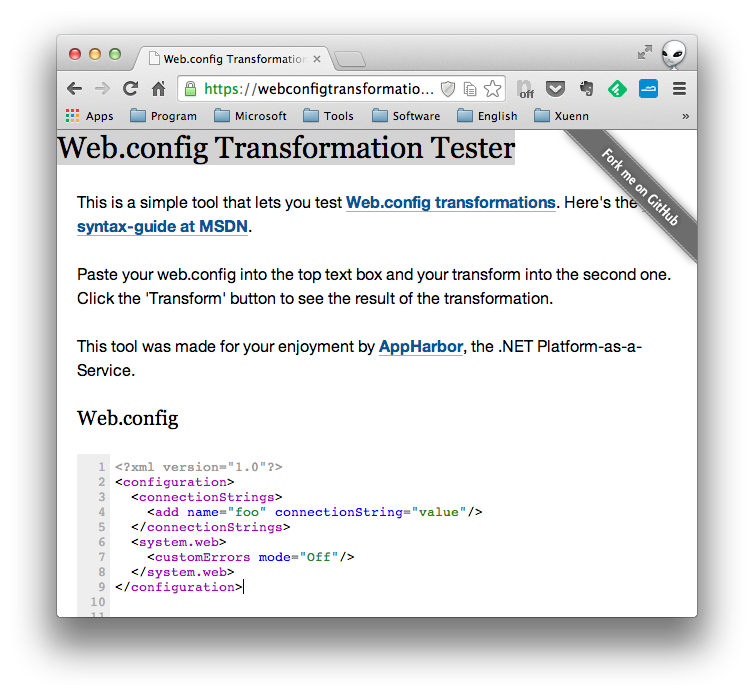 Web.config Transformation
https://webconfigtransformatio...
off
Apps Program Microsoft Tools Software English Xuenn »
Web.config Transformation Tester
Fork me on GitHub
This is a simple tool that lets you test Web.config transformations. Here's the
syntax-guide at MSDN.
Paste your web.config into the top text box and your transform into the second one.
Click the 'Transform' button to see the result of the transformation.
This tool was made for your enjoyment by AppHarbor, the .NET Platform-as-a-
Service.
Web.config
1 <?xml version="1.0"?>
2 <configuration>
3 <connectionStrings>
4 <add name="foo" connectionString="value"/>
5 </connectionStrings>
6 <system.web>
7 <customErrors mode="Off"/>
8 </system.web>
9 </configuration>
10
11